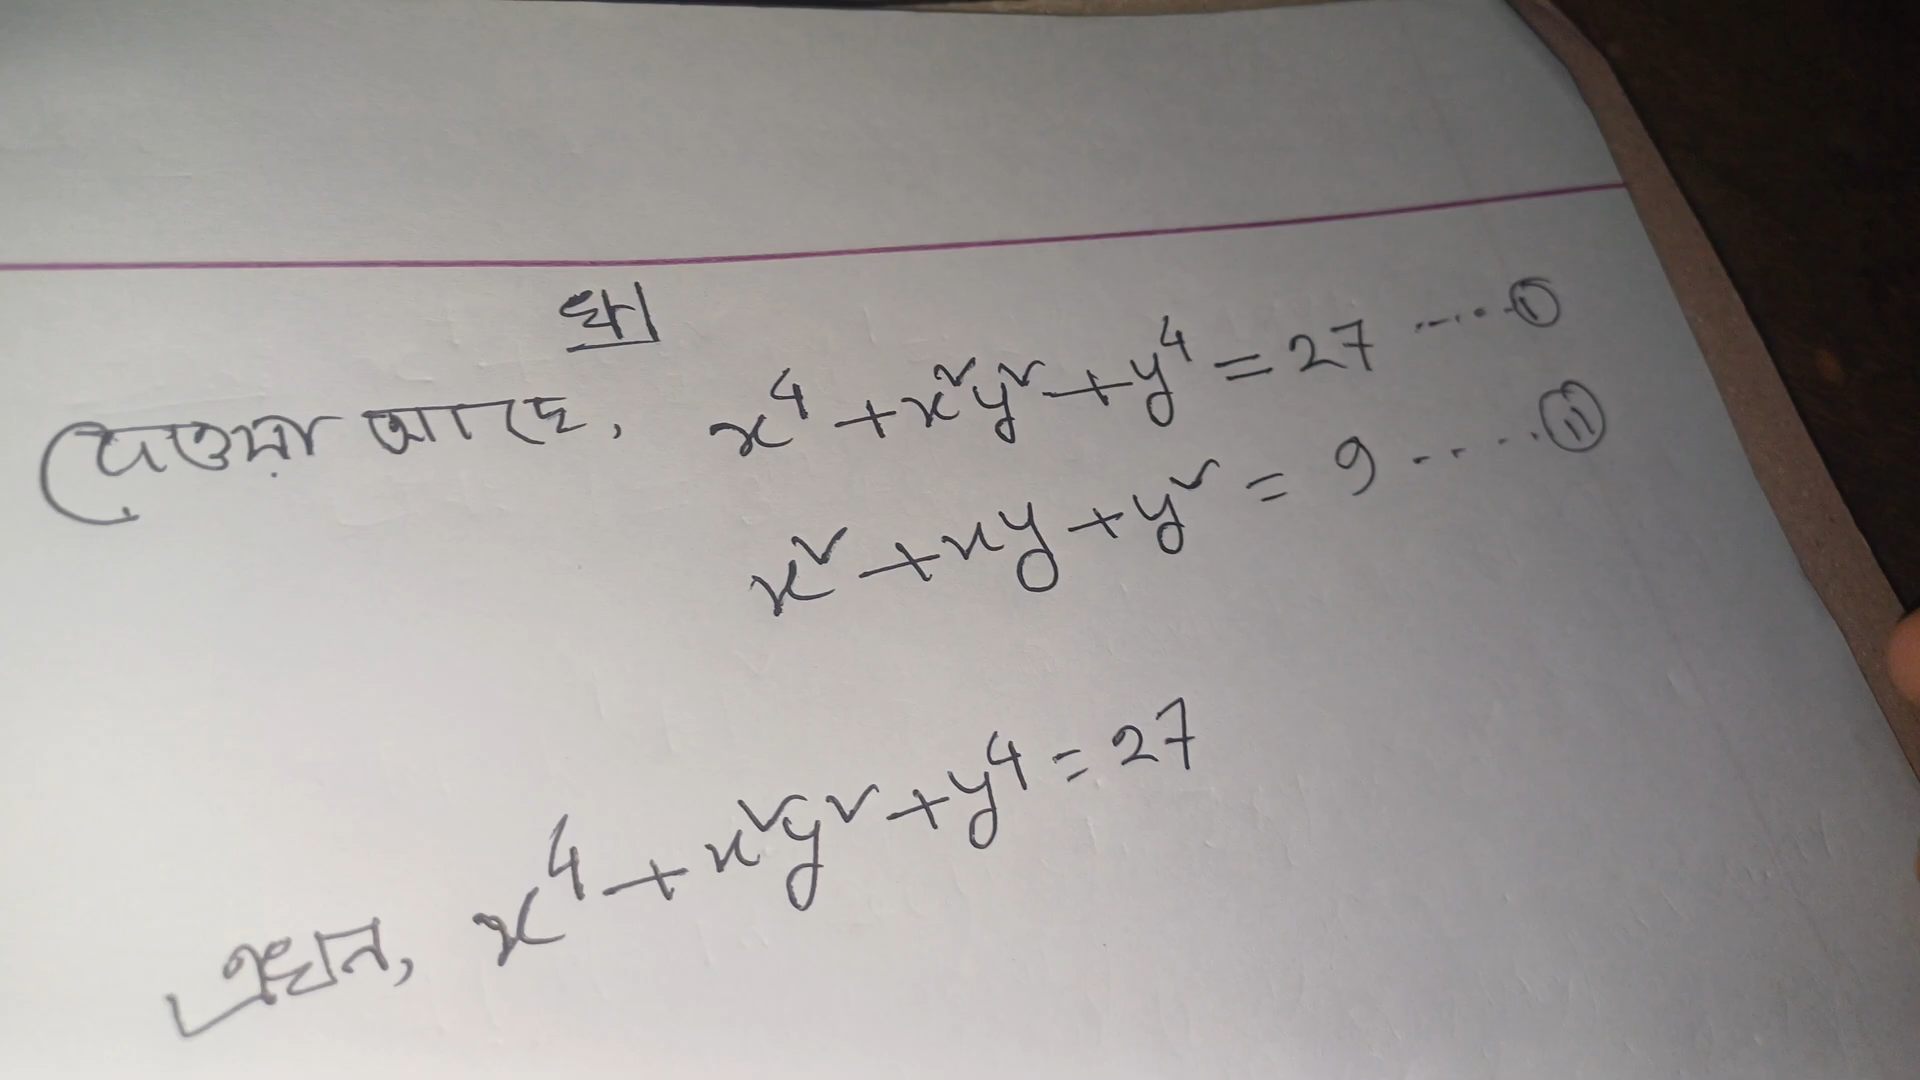 ঘ।
দেওয়া আছে, x⁴ + x²y² + y⁴ = 27 ...... ⓘ
x² + xy + y² = 9 ..... ⓘⓘ
এখন, x⁴ + x²y² + y⁴ = 27